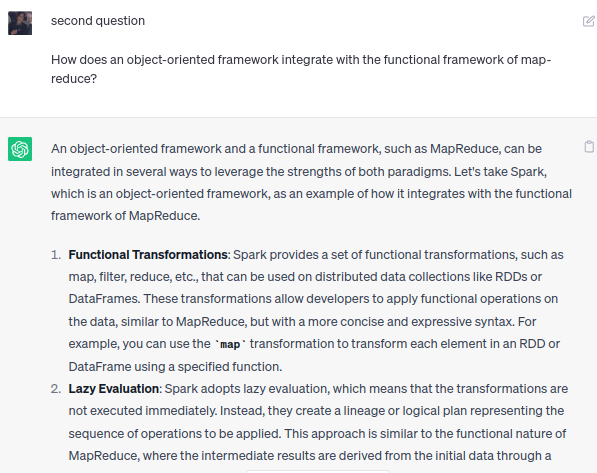 second question
How does an object-oriented framework integrate with the functional framework of map-
reduce?
An object-oriented framework and a functional framework, such as MapReduce, can be
integrated in several ways to leverage the strengths of both paradigms. Let's take Spark,
which is an object-oriented framework, as an example of how it integrates with the functional
framework of MapReduce.
1. Functional Transformations: Spark provides a set of functional transformations, such as
map, filter, reduce, etc., that can be used on distributed data collections like RDDs or
DataFrames. These transformations allow developers to apply functional operations on
the data, similar to MapReduce, but with a more concise and expressive syntax. For
example, you can use the `map` transformation to transform each element in an RDD or
DataFrame using a specified function.
2. Lazy Evaluation: Spark adopts lazy evaluation, which means that the transformations are
not executed immediately. Instead, they create a lineage or logical plan representing the
sequence of operations to be applied. This approach is similar to the functional nature of
MapReduce, where the intermediate results are derived from the initial data through a